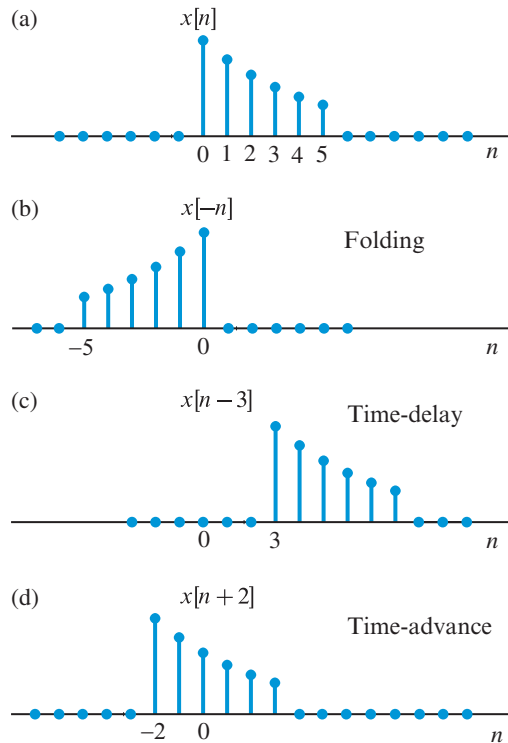 (a)
x[n]
0 1 2 3 4 5 n
(b)
x[−n]
Folding
−5 0 n
(c)
x[n − 3]
Time-delay
0 3 n
(d)
x[n + 2]
Time-advance
−2 0 n